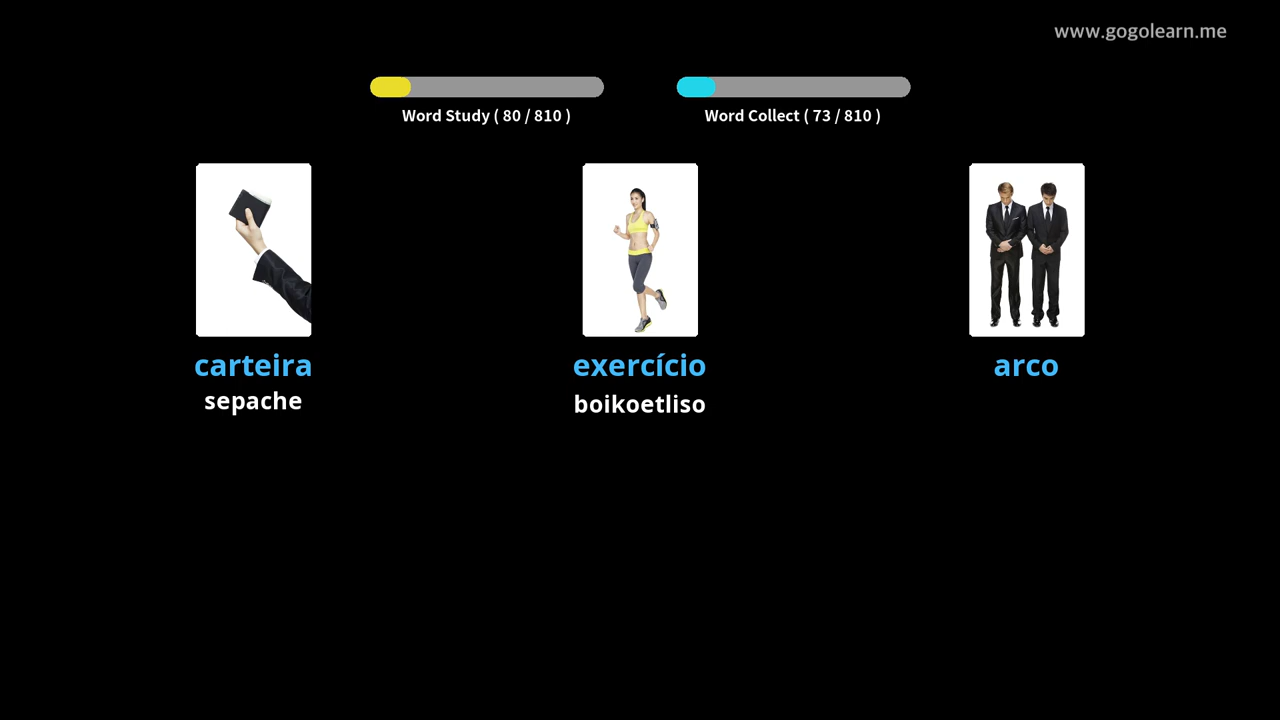 www.gogolearn.me
Word Study ( 80 / 810 )
Word Collect ( 73 / 810 )
carteira
sepache
exercício
boikoetliso
arco